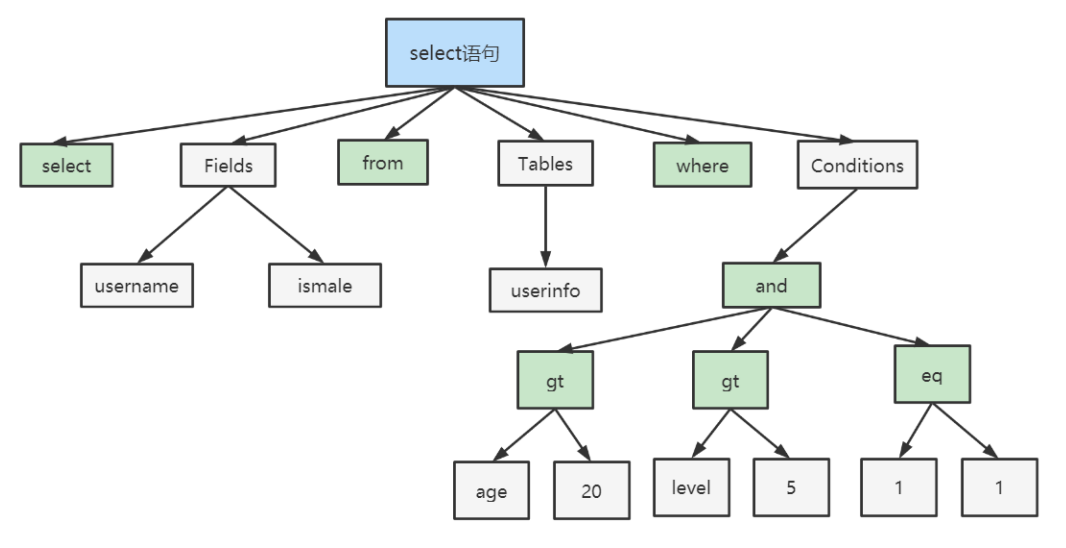 select语句
select
Fields
from
Tables
where
Conditions
username
ismale
userinfo
and
gt
gt
eq
age
20
level
5
1
1